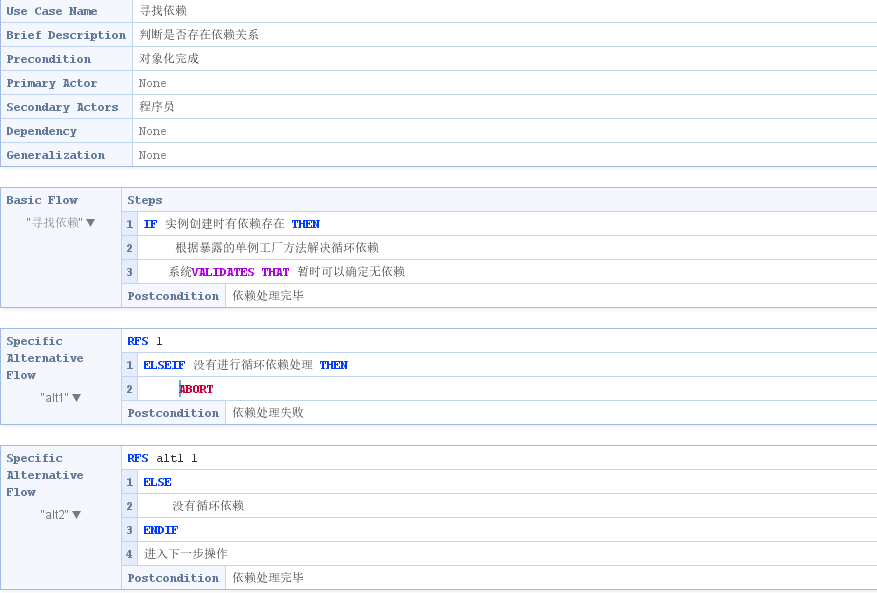 Use Case Name 寻找依赖
Brief Description 判断是否存在依赖关系
Precondition 对象化完成
Primary Actor None
Secondary Actors 程序员
Dependency None
Generalization None
Basic Flow Steps
"寻找依赖" ▼
1 IF 实例创建时有依赖存在 THEN
2 根据暴露的单例工厂方法解决循环依赖
3 系统VALIDATES THAT 暂时可以确定无依赖
Postcondition 依赖处理完毕
Specific Alternative Flow
"alt1" ▼
RFS 1
1 ELSEIF 没有进行循环依赖处理 THEN
2 ABORT
Postcondition 依赖处理失败
Specific Alternative Flow
"alt2" ▼
RFS alt1 1
1 ELSE
2 没有循环依赖
3 ENDIF
4 进入下一步操作
Postcondition 依赖处理完毕